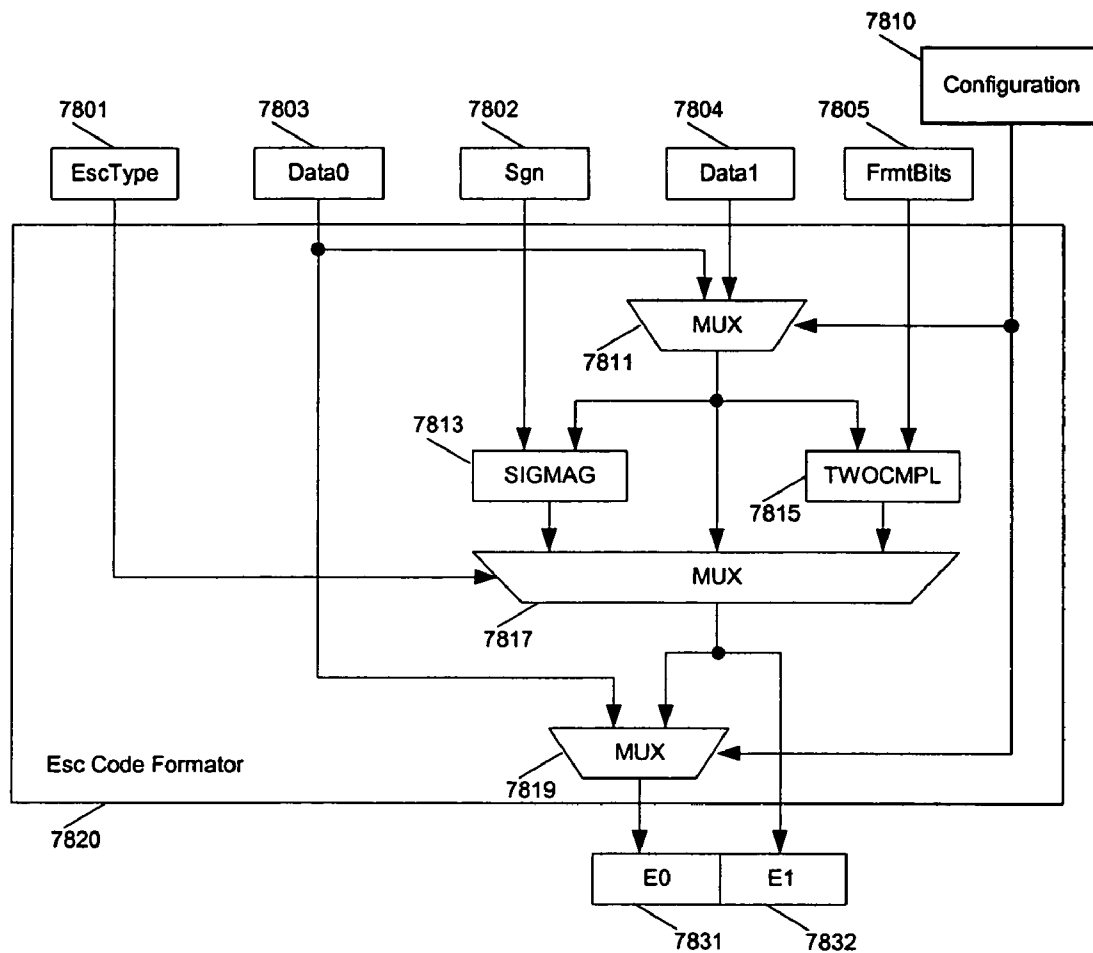 7810
Configuration
7801
7803
7802
7804
7805
EscType
Data0
Sgn
Data1
FrmtBits
MUX
7811
7813
SIGMAG
TWOCMPL
7815
MUX
7817
MUX
Esc Code Formator
7819
7820
E0
E1
7831
7832